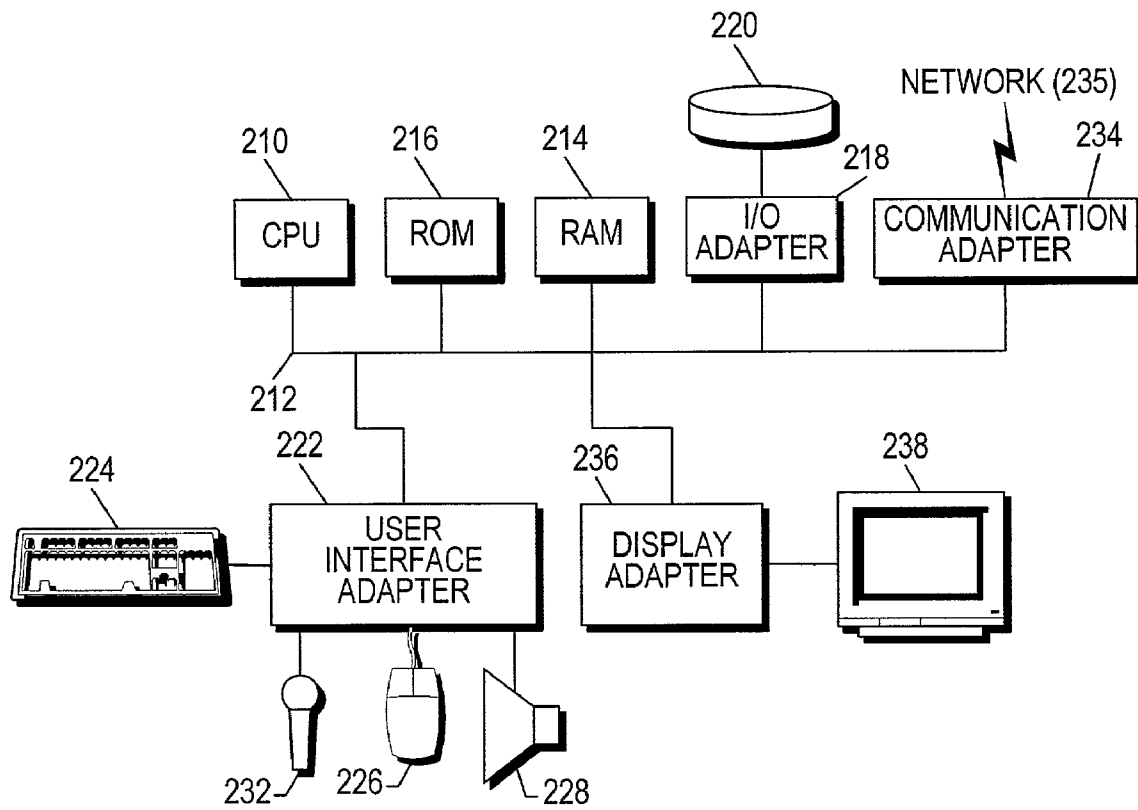 220
NETWORK (235)
210
216
214
218
234
CPU
ROM
RAM
I/O
ADAPTER
COMMUNICATION
ADAPTER
212
222
236
238
224
USER
INTERFACE
ADAPTER
DISPLAY
ADAPTER
232
226
228